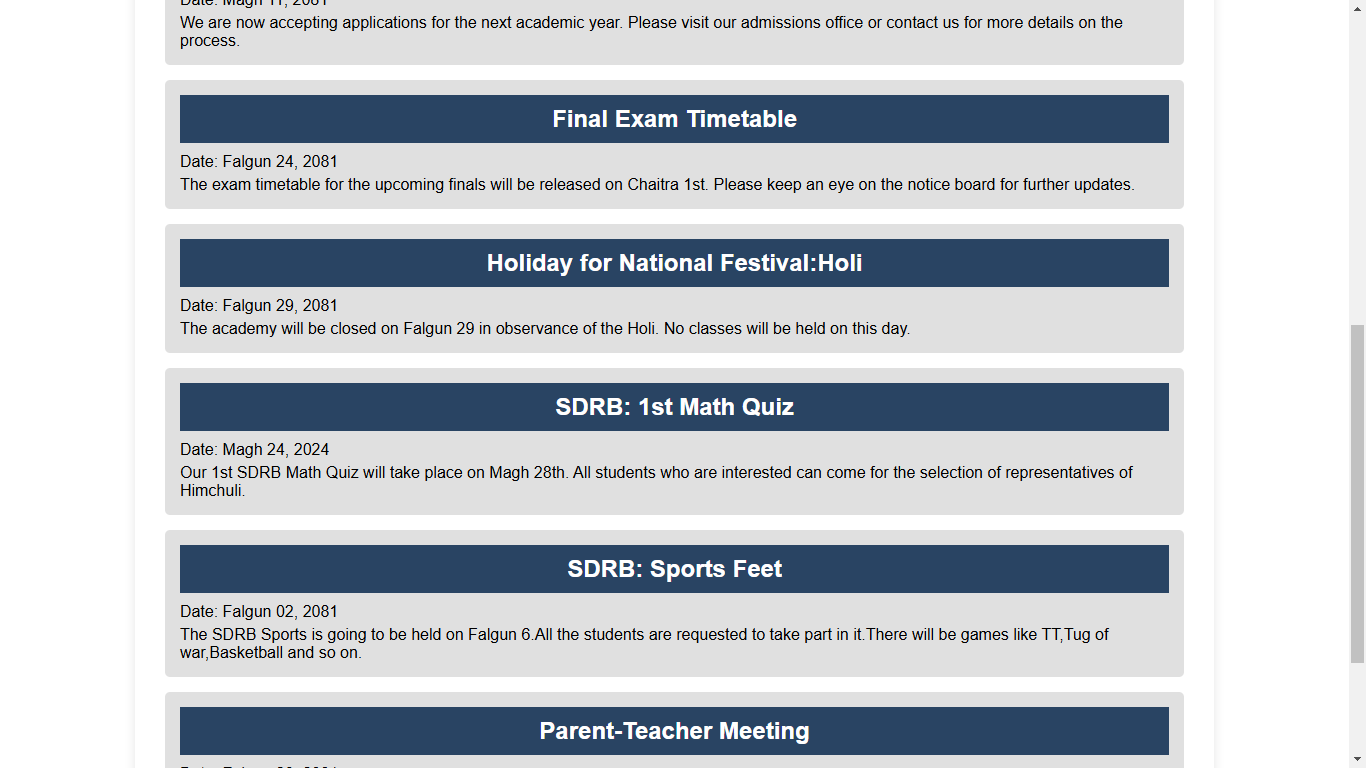 We are now accepting applications for the next academic year. Please visit our admissions office or contact us for more details on the
process.
Final Exam Timetable
Date: Falgun 24, 2081
The exam timetable for the upcoming finals will be released on Chaitra 1st. Please keep an eye on the notice board for further updates.
Holiday for National Festival:Holi
Date: Falgun 29, 2081
The academy will be closed on Falgun 29 in observance of the Holi. No classes will be held on this day.
SDRB: 1st Math Quiz
Date: Magh 24, 2024
Our 1st SDRB Math Quiz will take place on Magh 28th. All students who are interested can come for the selection of representatives of
Himchuli.
SDRB: Sports Feet
Date: Falgun 02, 2081
The SDRB Sports is going to be held on Falgun 6.All the students are requested to take part in it.There will be games like TT,Tug of
war,Basketball and so on.
Parent-Teacher Meeting